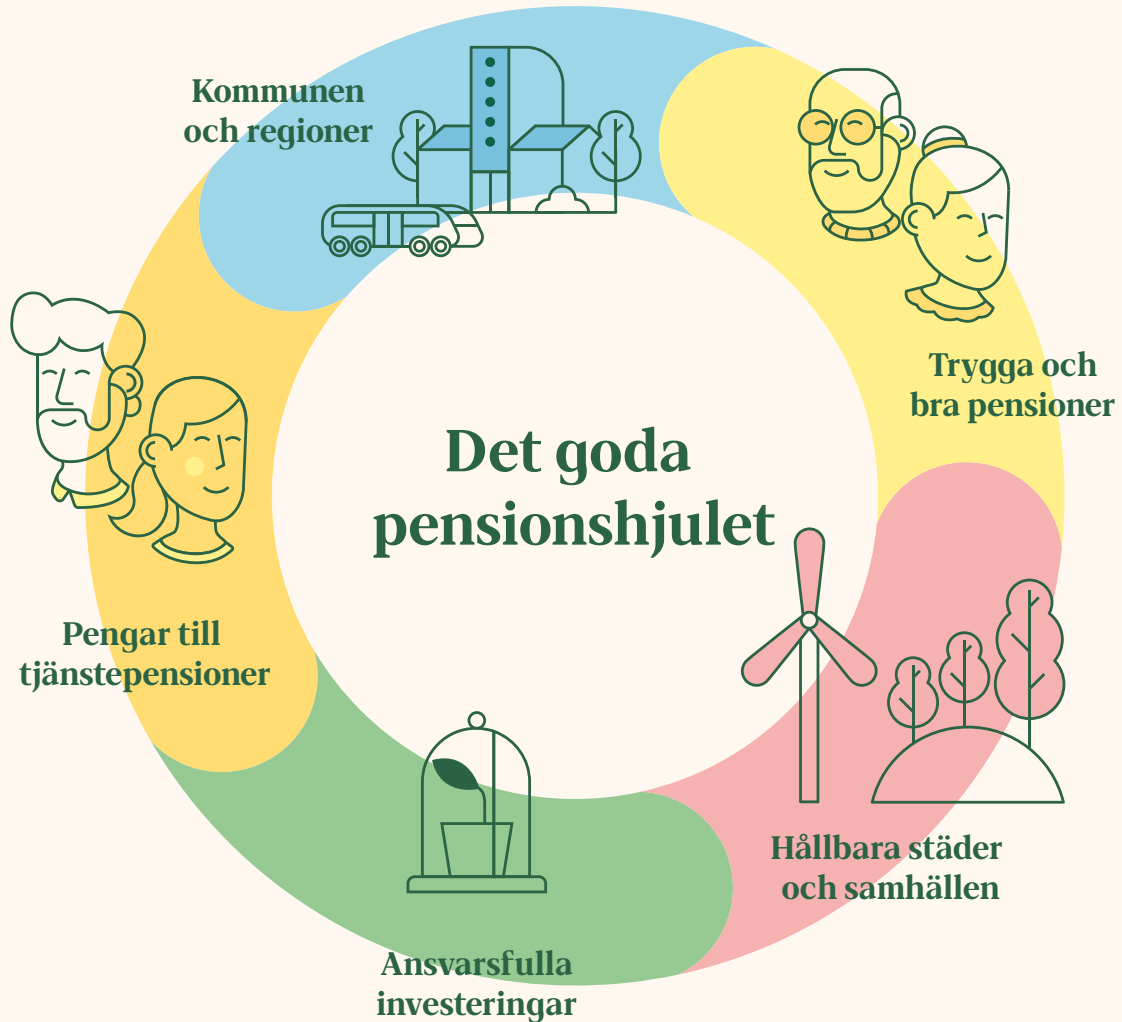 Kommunen
och regioner
Trygga och
bra pensioner
Det goda
pensionshjulet
Pengar till
tjänstepensioner
Hållbara städer
och samhällen
Ansvarsfulla
investeringar